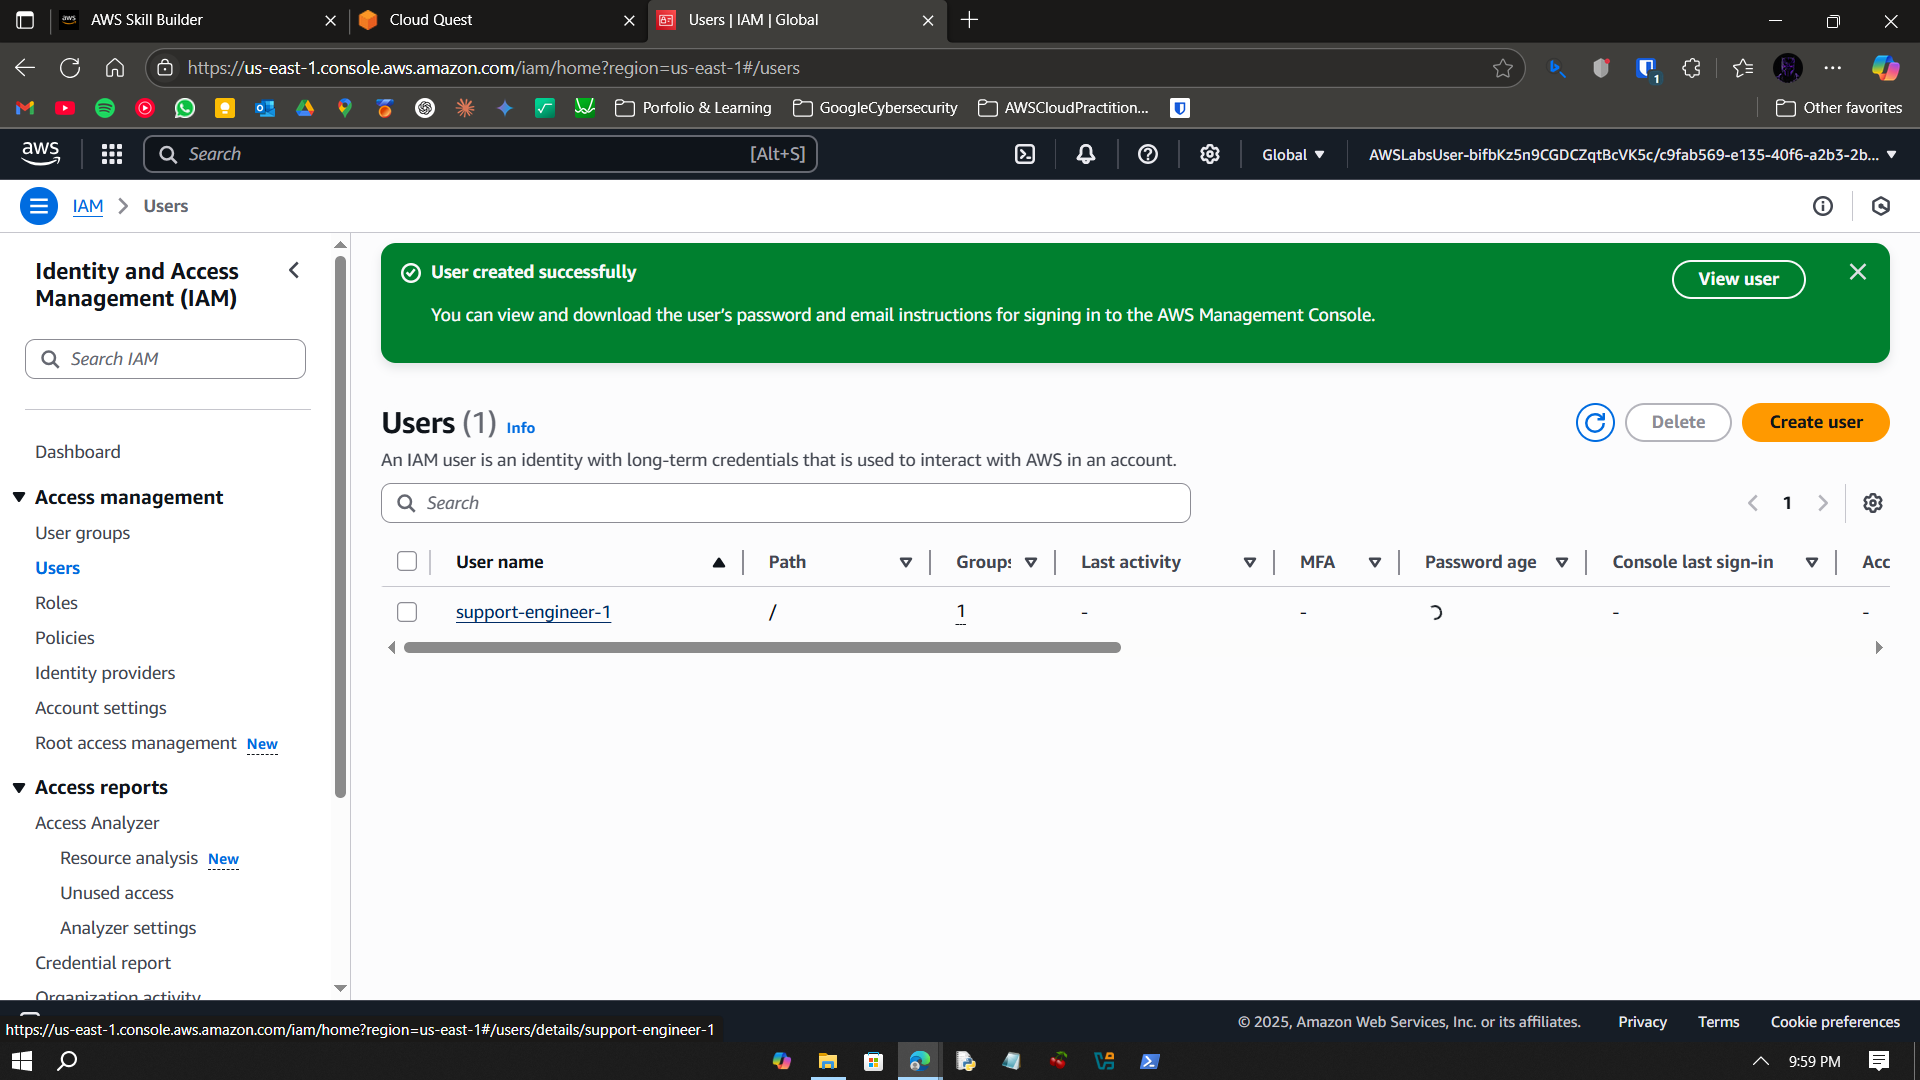 AWS Skill Builder
Cloud Quest
Users | IAM | Global
https://us-east-1.console.aws.amazon.com/iam/home?region=us-east-1#/users
1
Porfolio & Learning
GoogleCybersecurity
AWSCloudPractition...
Other favorites
aws
Search
[Alt+S]
Global
AWSLabsUser-bifbKz5n9CGDCZqtBcVK5c/c9fab569-e135-40f6-a2b3-2b...
IAM
Users
Identity and Access
Management (IAM)
Search IAM
Dashboard
Access management
User groups
Users
Roles
Policies
Identity providers
Account settings
Root access management New
Access reports
Access Analyzer
Resource analysis New
Unused access
Analyzer settings
Credential report
Organization activity
User created successfully
You can view and download the user's password and email instructions for signing in to the AWS Management Console.
View user
Users (1) Info
An IAM user is an identity with long-term credentials that is used to interact with AWS in an account.
Delete
Create user
Search
1
User name
Path
Groups
Last activity
MFA
Password age
Console last sign-in
Acc
support-engineer-1
/
1
-
-
-
-
https://us-east-1.console.aws.amazon.com/iam/home?region=us-east-1#/users/details/support-engineer-1
© 2025, Amazon Web Services, Inc. or its affiliates.
Privacy
Terms
Cookie preferences
9:59 PM